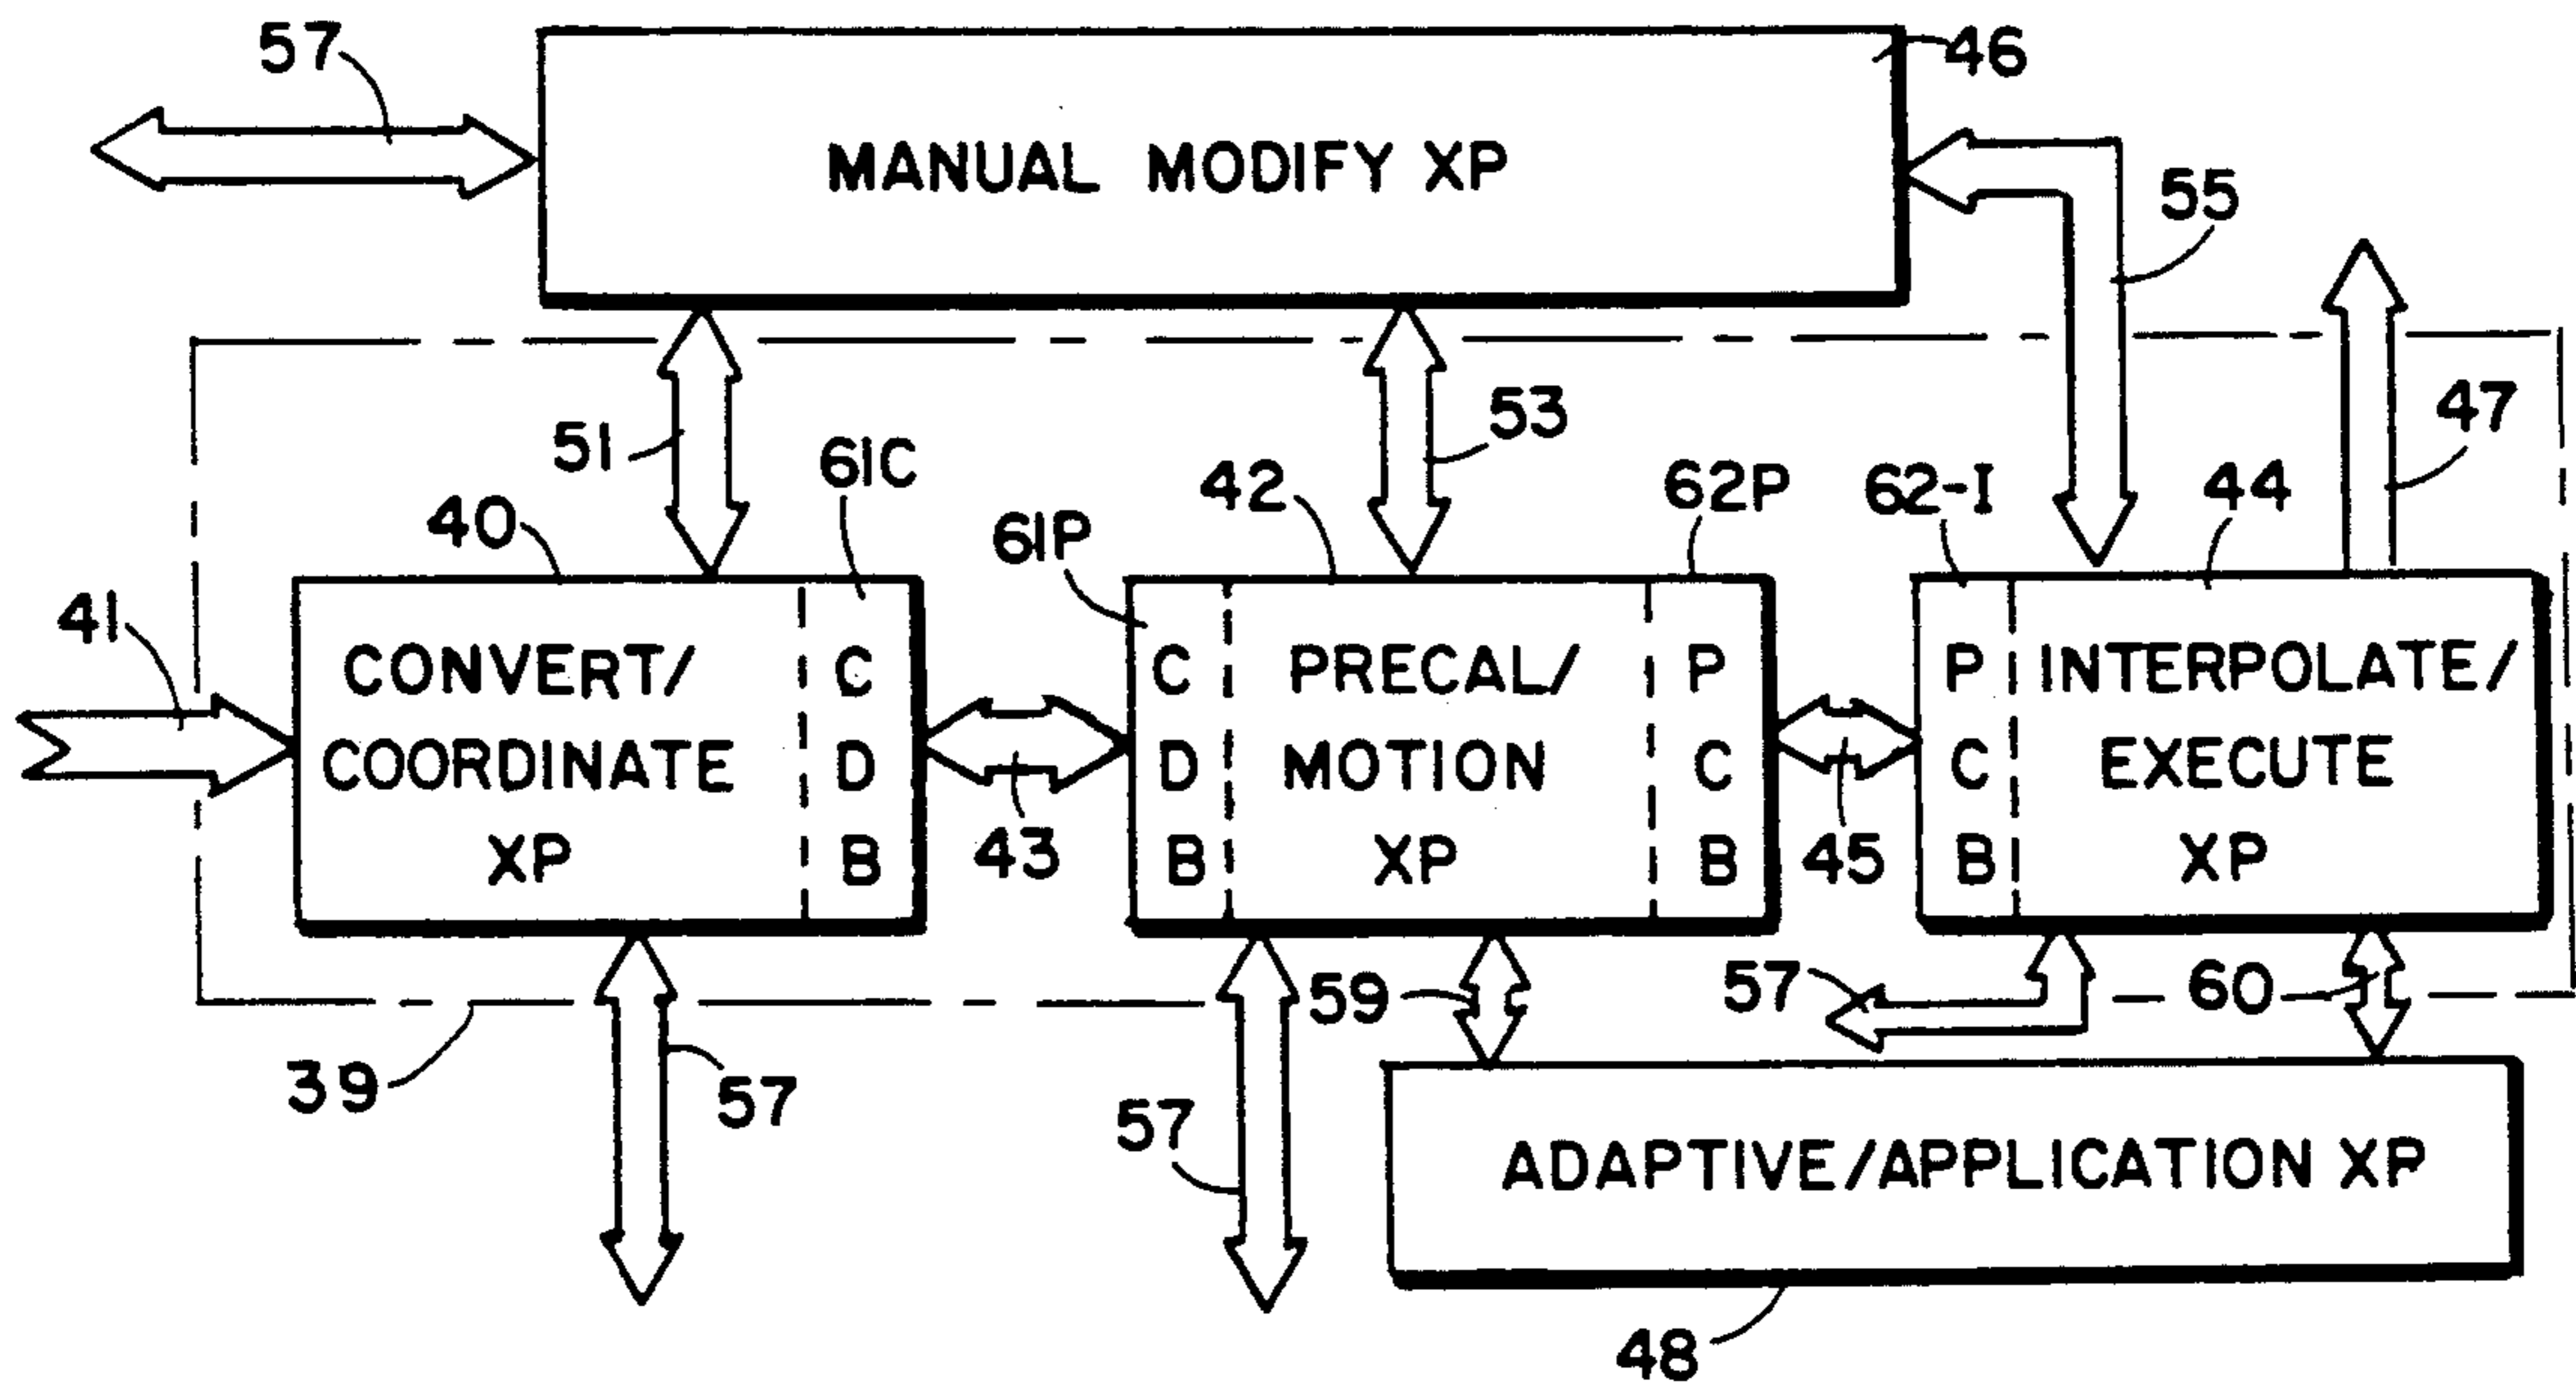 57
46
MANUAL MODIFY XP
55
47
51
53
40
61C
61P
42
62P
62-I
44
41
CONVERT/
COORDINATE
XP
C
D
B
43
C
D
B
PRECAL/
MOTION
XP
P
C
B
45
P
C
B
INTERPOLATE/
EXECUTE
XP
39
57
57
59
57
60
ADAPTIVE/APPLICATION XP
48